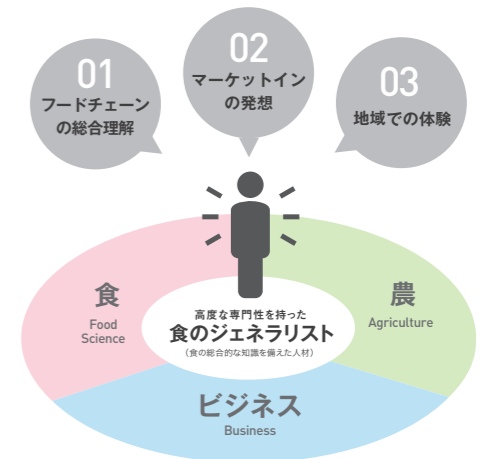 01
フードチェーン
の総合理解
02
マーケットイン
の発想
03
地域での体験
食
Food
Science
農
Agriculture
高度な専門性を持った
食のジェネラリスト
(食の総合的な知識を備えた人材)
ビジネス
Business